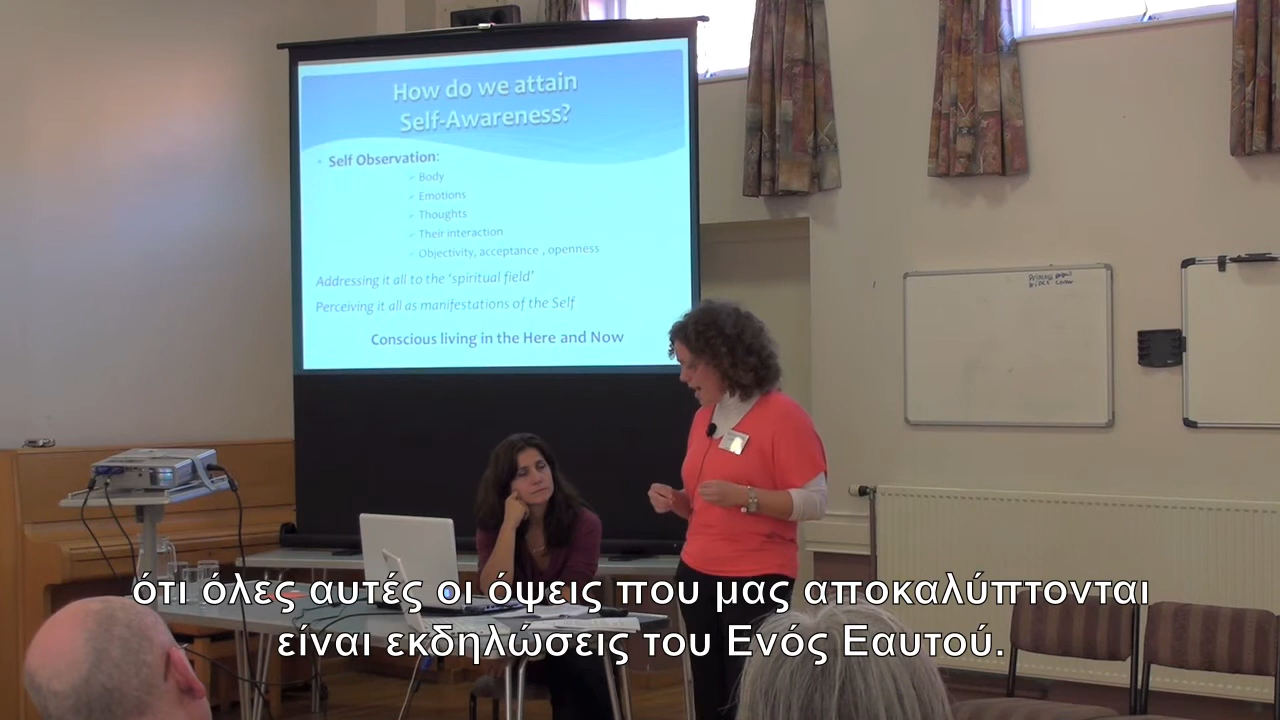 How do we attain
Self-Awareness?
Self Observation:
Body
Emotions
Thoughts
Their interaction
Objectivity, acceptance , openness
Addressing it all to the 'spiritual field'
Perceiving it all as manifestations of the Self
Conscious living in the Here and Now
ότι όλες αυτές οι όψεις που μας αποκαλύπτονται
είναι εκδηλώσεις του Ενός Εαυτού.